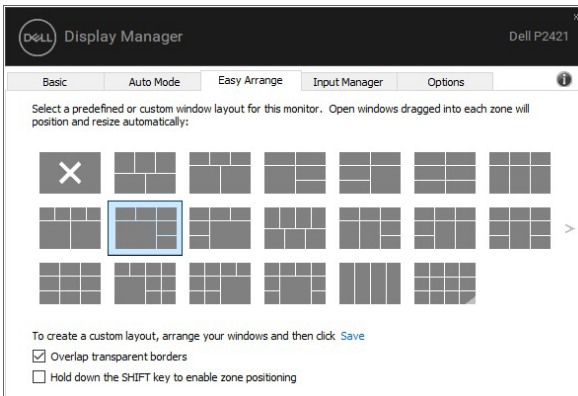 DELL Display Manager
Dell P2421
Basic Auto Mode Easy Arrange Input Manager Options
Select a predefined or custom window layout for this monitor. Open windows dragged into each zone will
position and resize automatically:
To create a custom layout, arrange your windows and then click Save
Overlap transparent borders
Hold down the SHIFT key to enable zone positioning